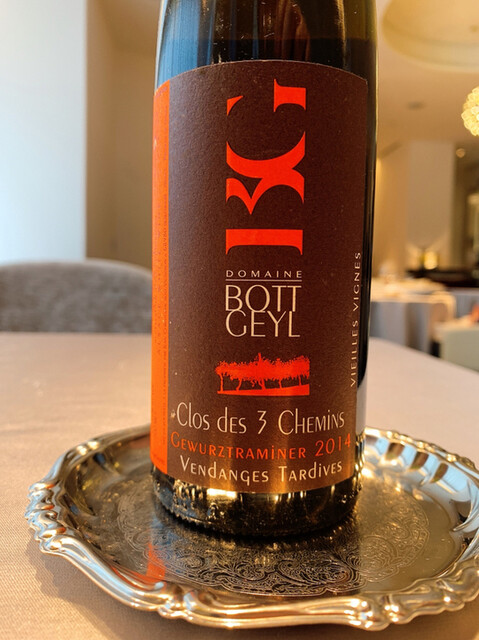 BG
DOMAINE
BOTT
GEYL
VIEILLES VIGNES
Clos des 3 Chemins
Gewurztraminer 2014
Vendanges Tardives